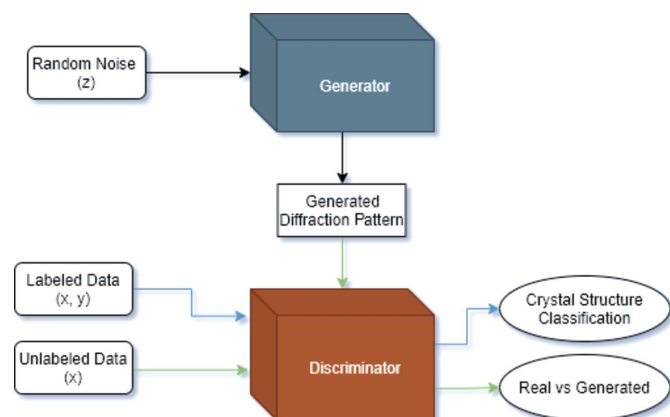 Random Noise
(z)
Generator
Generated
Diffraction Pattern
Labeled Data
(x, y)
Unlabeled Data
(x)
Discriminator
Crystal Structure
Classification
Real vs Generated